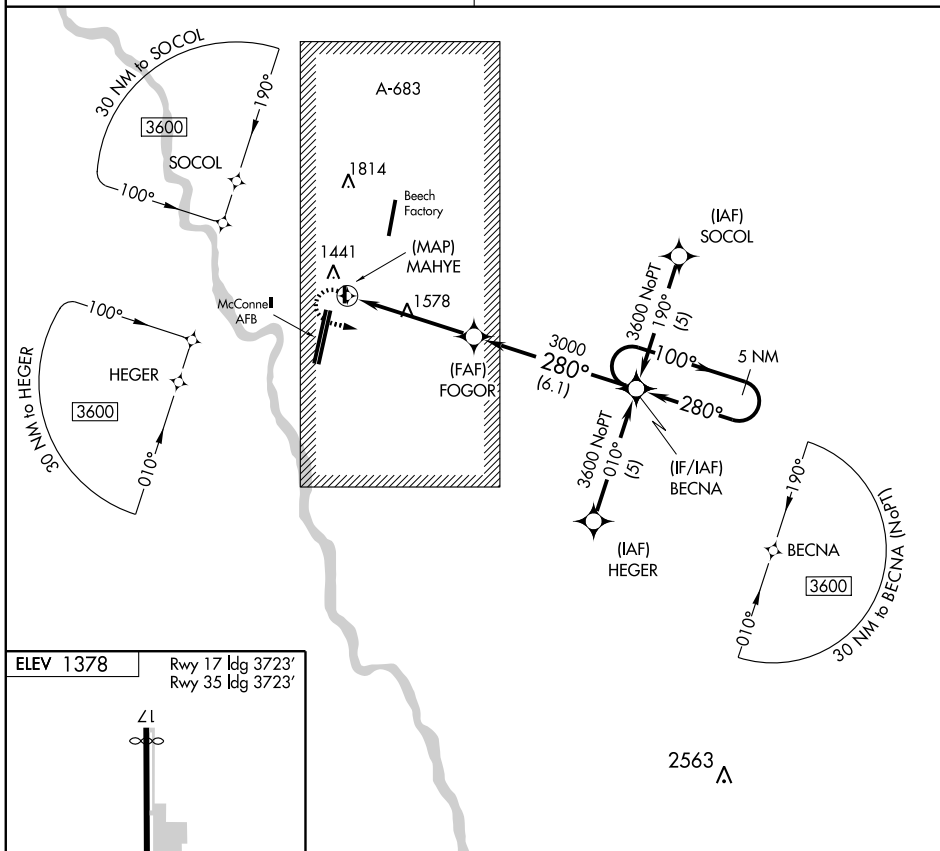 30 NM to SOCOL
3600
SOCOL
190°
100°
A-683
1814
Beech
Factory
1441
(MAP)
MAHYE
McConnell
AFB
1578
(FAF)
FOGOR
3000
280°
(6.1)
(IAF)
SOCOL
3600 NoPT
190°
(5)
100°
5 NM
280°
3600 NoPT
010°
(5)
(IF/IAF)
BECNA
(IAF)
HEGER
100°
HEGER
3600
010°
30 NM to HEGER
190°
BECNA
3600
010°
30 NM to BECNA (NoPT)
2563
ELEV 1378
Rwy 17 ldg 3723'
Rwy 35 ldg 3723'
17